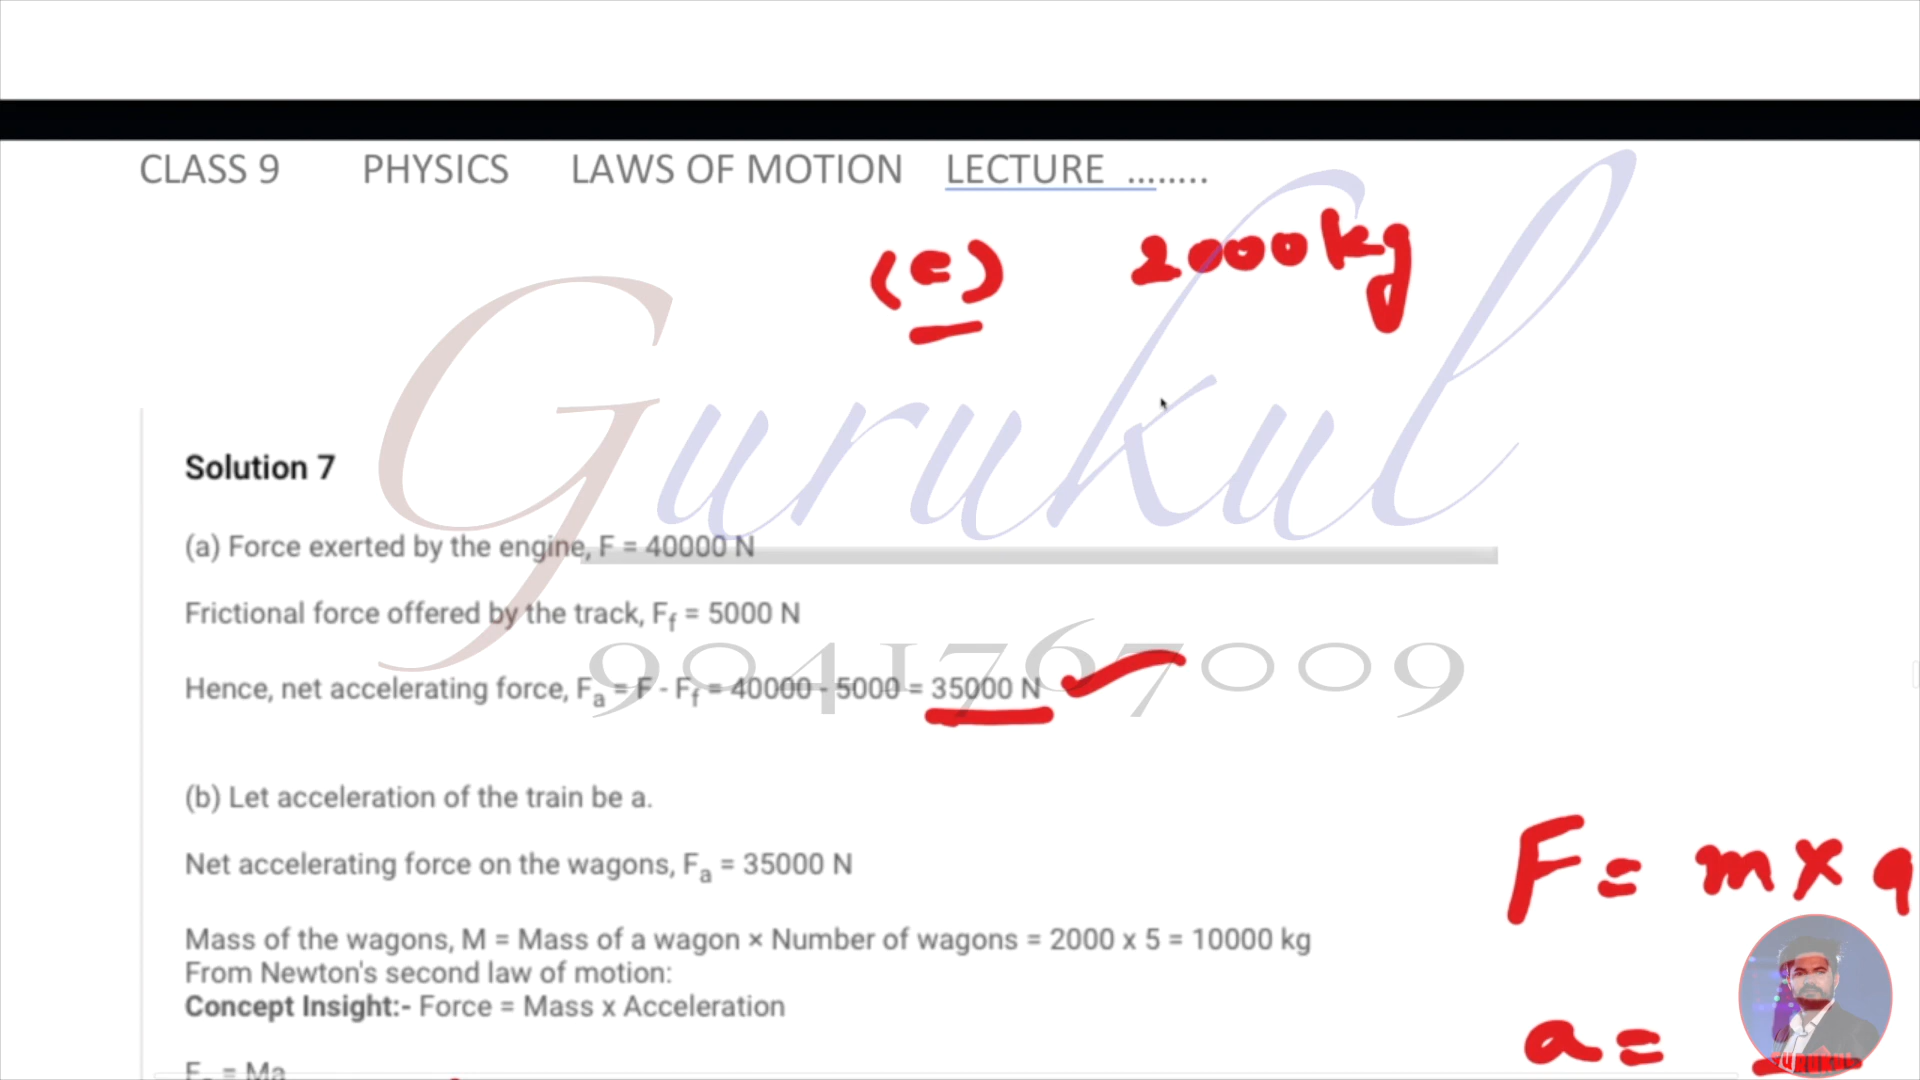 CLASS 9 PHYSICS LAWS OF MOTION LECTURE ........
(c) 2000kg
Gurukul
Solution 7
(a) Force exerted by the engine, F = 40000 N
Frictional force offered by the track, Ff = 5000 N
9041767009
Hence, net accelerating force, Fa = F - Ff = 40000 - 5000 = 35000 N
(b) Let acceleration of the train be a.
Net accelerating force on the wagons, Fa = 35000 N
F = m x a
Mass of the wagons, M = Mass of a wagon × Number of wagons = 2000 x 5 = 10000 kg
From Newton's second law of motion:
Concept Insight:- Force = Mass x Acceleration
a =
Fa = Ma